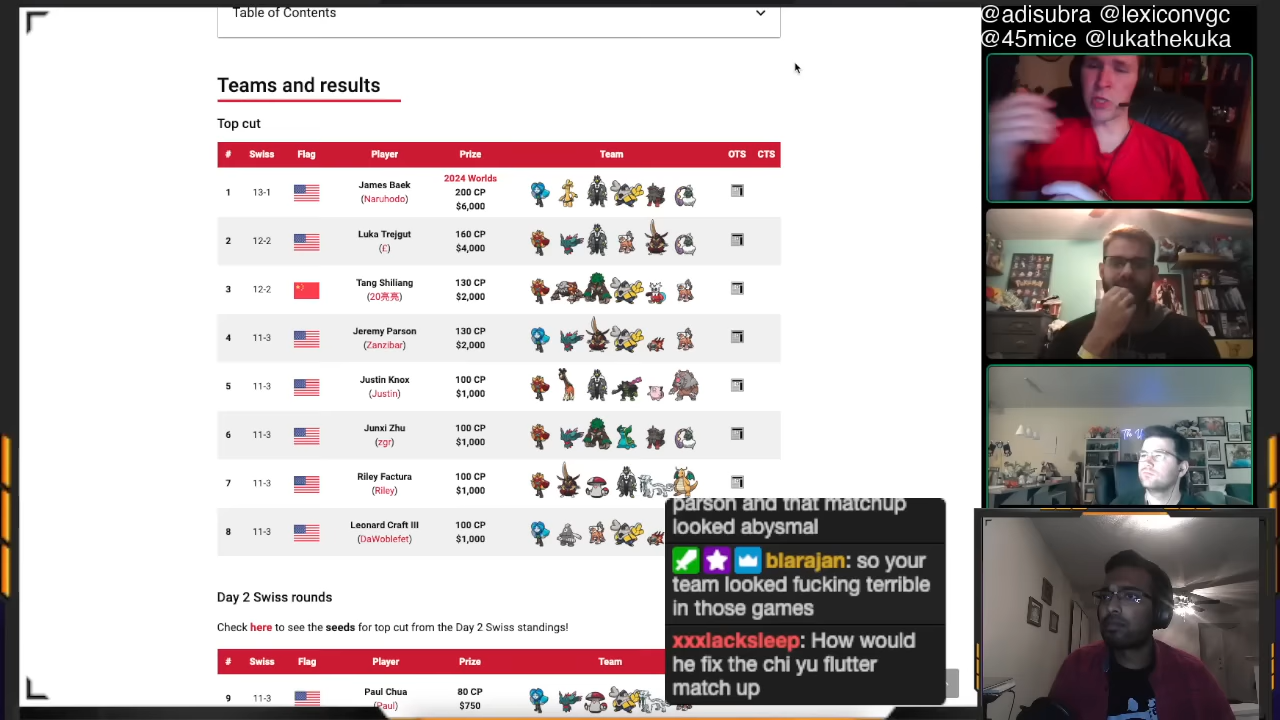 Table of Contents
@adisubra @lexiconvgc
@45mice @lukathekuka
Teams and results
Top cut
# Swiss Flag Player Prize Team OTS CTS
2024 Worlds
1 13-1 James Baek 200 CP
(Naruhodo) $6,000
2 12-2 Luka Trejgut 160 CP
(£) $4,000
3 12-2 Tang Shiliang 130 CP
(20亮亮) $2,000
4 11-3 Jeremy Parson 130 CP
(Zanzibar) $2,000
5 11-3 Justin Knox 100 CP
(Justin) $1,000
6 11-3 Junxi Zhu 100 CP
(zgr) $1,000
7 11-3 Riley Factura 100 CP
(Riley) $1,000
8 11-3 Leonard Craft III 100 CP
(DaWoblefet) $1,000
parson and that matchup
looked abysmal
blarajan: so your
team looked fucking terrible
in those games
xxxlacksleep: How would
he fix the chi yu flutter
match up
Day 2 Swiss rounds
Check here to see the seeds for top cut from the Day 2 Swiss standings!
# Swiss Flag Player Prize Team
9 11-3 Paul Chua 80 CP
(Paul) $750